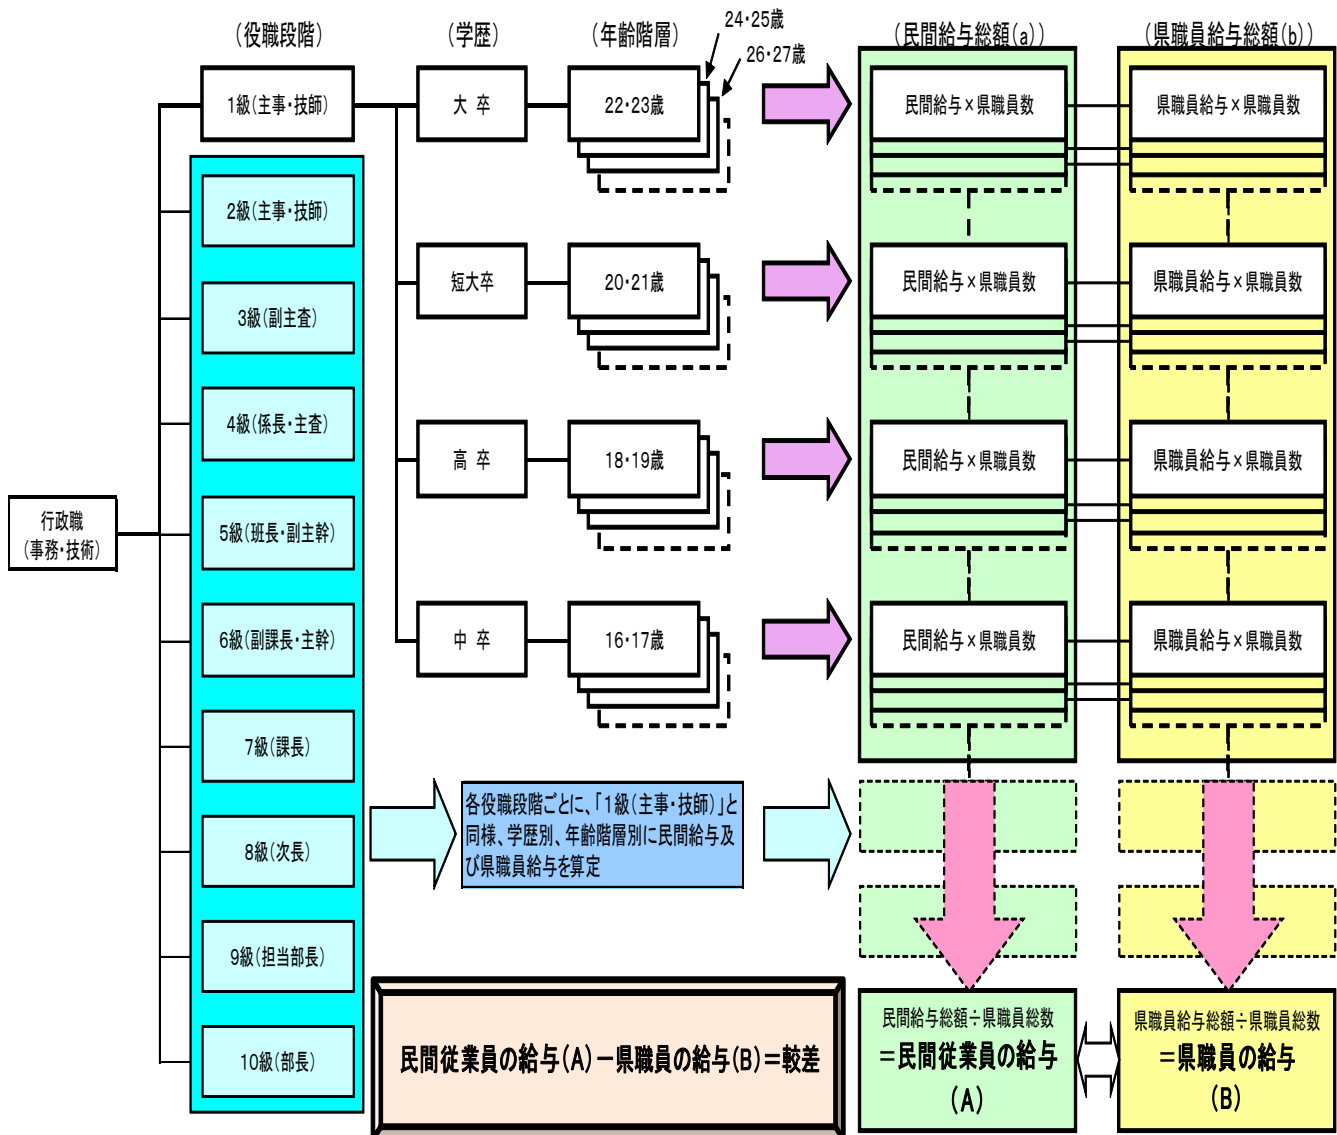 （役職段階）
（学歴）
（年齢階層）
24・25歳
26・27歳
（民間給与総額(a)）
（県職員給与総額(b)）
1級（主事・技師）
大 卒
22・23歳
民間給与×県職員数
県職員給与×県職員数
2級（主事・技師）
短大卒
20・21歳
民間給与×県職員数
県職員給与×県職員数
3級（副主査）
4級（係長・主査）
高 卒
18・19歳
民間給与×県職員数
県職員給与×県職員数
行政職
（事務・技術）
5級（班長・副主幹）
6級（副課長・主幹）
中 卒
16・17歳
民間給与×県職員数
県職員給与×県職員数
7級（課長）
8級（次長）
各役職段階ごとに、「1級（主事・技師）」と
同様、学歴別、年齢階層別に民間給与及
び県職員給与を算定
9級（担当部長）
10級（部長）
民間従業員の給与(A)－県職員の給与(B)＝較差
民間給与総額÷県職員総数
＝民間従業員の給与
(A)
県職員給与総額÷県職員総数
＝県職員の給与
(B)